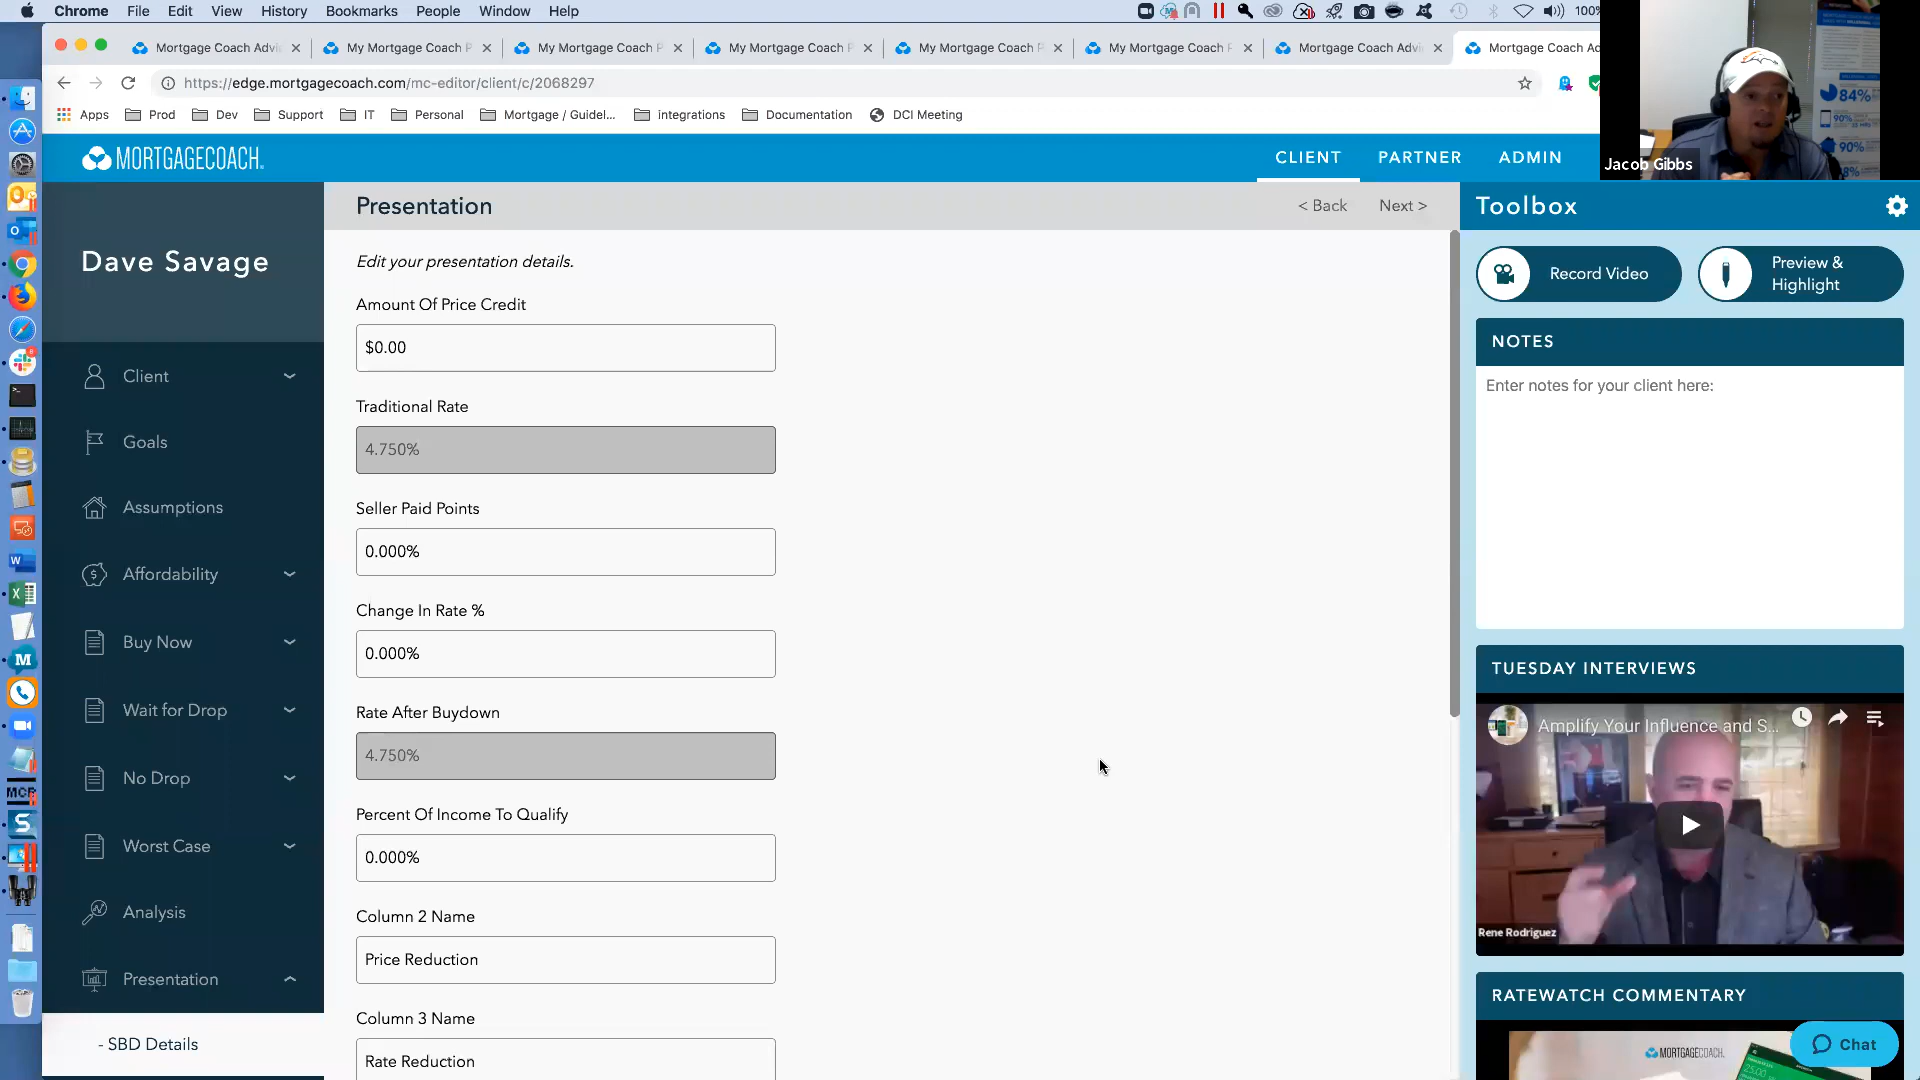 Chrome File Edit View History Bookmarks People Window Help
100%
Mortgage Coach Advi
My Mortgage Coach P
My Mortgage Coach P
My Mortgage Coach P
My Mortgage Coach P
My Mortgage Coach P
Mortgage Coach Advi
Mortgage Coach Ad
https://edge.mortgagecoach.com/mc-editor/client/c/2068297
Apps Prod Dev Support IT Personal Mortgage / Guidel... integrations Documentation DCI Meeting
84%
90%
90%
Jacob Gibbs
MORTGAGECOACH.
CLIENT PARTNER ADMIN
Dave Savage
Client
Goals
Assumptions
Affordability
Buy Now
Wait for Drop
No Drop
Worst Case
Analysis
Presentation
- SBD Details
Presentation
< Back Next >
Edit your presentation details.
Amount Of Price Credit
$0.00
Traditional Rate
4.750%
Seller Paid Points
0.000%
Change In Rate %
0.000%
Rate After Buydown
4.750%
Percent Of Income To Qualify
0.000%
Column 2 Name
Price Reduction
Column 3 Name
Rate Reduction
Toolbox
Record Video
Preview &
Highlight
NOTES
Enter notes for your client here:
TUESDAY INTERVIEWS
Amplify Your Influence and S...
Rene Rodriguez
RATEWATCH COMMENTARY
MORTGAGECOACH.
Chat